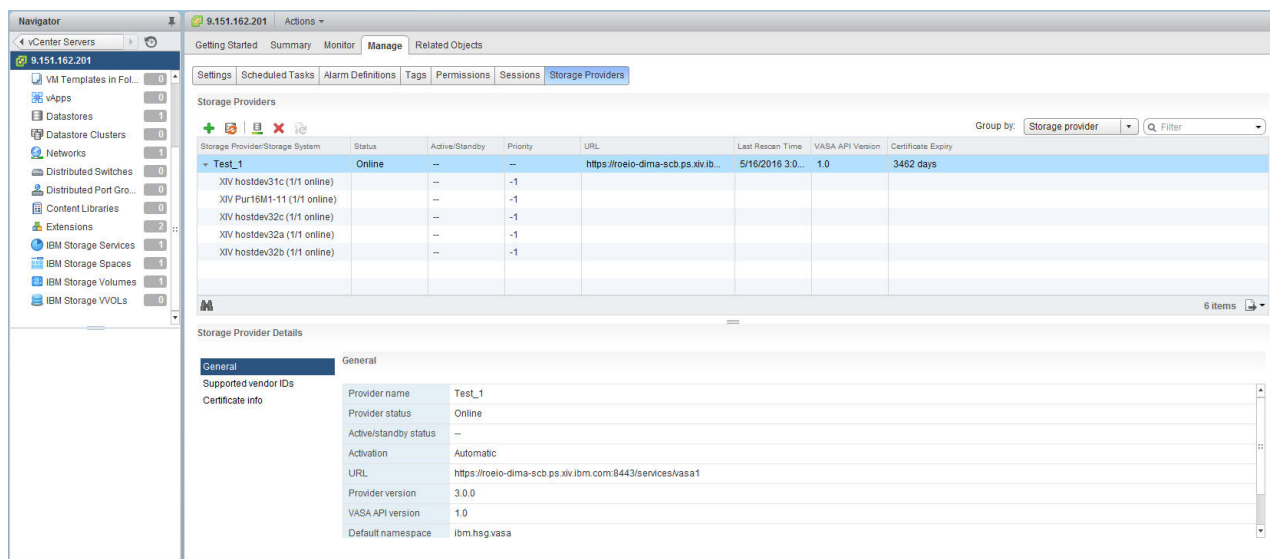 Navigator
vCenter Servers
9.151.162.201
VM Templates in Fol... 0
vApps 0
Datastores 1
Datastore Clusters 0
Networks 1
Distributed Switches 0
Distributed Port Gro... 0
Content Libraries 0
Extensions 2
IBM Storage Services 1
IBM Storage Spaces 1
IBM Storage Volumes 1
IBM Storage VVOLs 0
9.151.162.201 Actions
Getting Started Summary Monitor Manage Related Objects
Settings Scheduled Tasks Alarm Definitions Tags Permissions Sessions Storage Providers
Storage Providers
Group by: Storage provider Filter
Storage Provider/Storage System Status Active/Standby Priority URL Last Rescan Time VASA API Version Certificate Expiry
Test_1 Online -- -- https://roeio-dima-scb.ps.xiv.ib... 5/16/2016 3:0... 1.0 3462 days
XIV hostdev31c (1/1 online) -- -1
XIV Pur16M1-11 (1/1 online) -- -1
XIV hostdev32c (1/1 online) -- -1
XIV hostdev32a (1/1 online) -- -1
XIV hostdev32b (1/1 online) -- -1
6 items
Storage Provider Details
General
Supported vendor IDs
Certificate info
General
Provider name Test_1
Provider status Online
Active/standby status --
Activation Automatic
URL https://roeio-dima-scb.ps.xiv.ibm.com:8443/services/vasa1
Provider version 3.0.0
VASA API version 1.0
Default namespace ibm.hsg.vasa